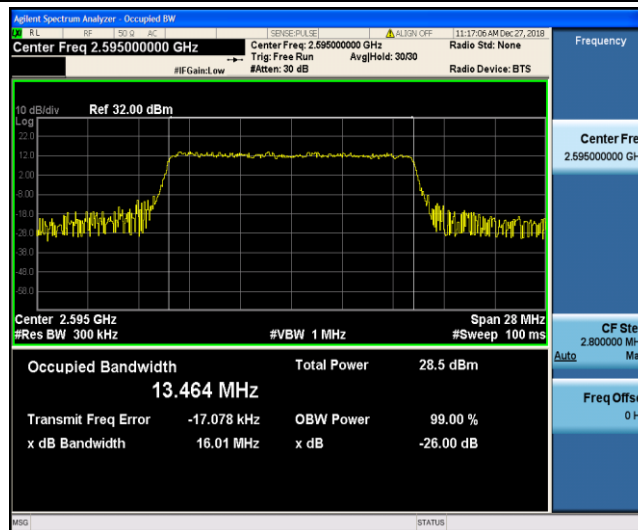 Agilent Spectrum Analyzer - Occupied BW
RL RF 50 Ω AC SENSE:PULSE ALIGN OFF 11:17:06 AM Dec 27, 2018
Center Freq 2.595000000 GHz Center Freq: 2.595000000 GHz Radio Std: None
Trig: Free Run Avg|Hold: 30/30
#IFGain:Low #Atten: 30 dB Radio Device: BTS
Frequency
10 dB/div Ref 32.00 dBm
Log
22.0
12.0
2.00
-8.00
-18.0
-28.0
-38.0
-48.0
-58.0
Center 2.595 GHz Span 28 MHz
#Res BW 300 kHz #VBW 1 MHz #Sweep 100 ms
Occupied Bandwidth Total Power 28.5 dBm
13.464 MHz
Transmit Freq Error -17.078 kHz OBW Power 99.00 %
x dB Bandwidth 16.01 MHz x dB -26.00 dB
Center Fre
2.595000000 GH
CF Ste
2.800000 MH
Auto Ma
Freq Offse
0 H
MSG STATUS